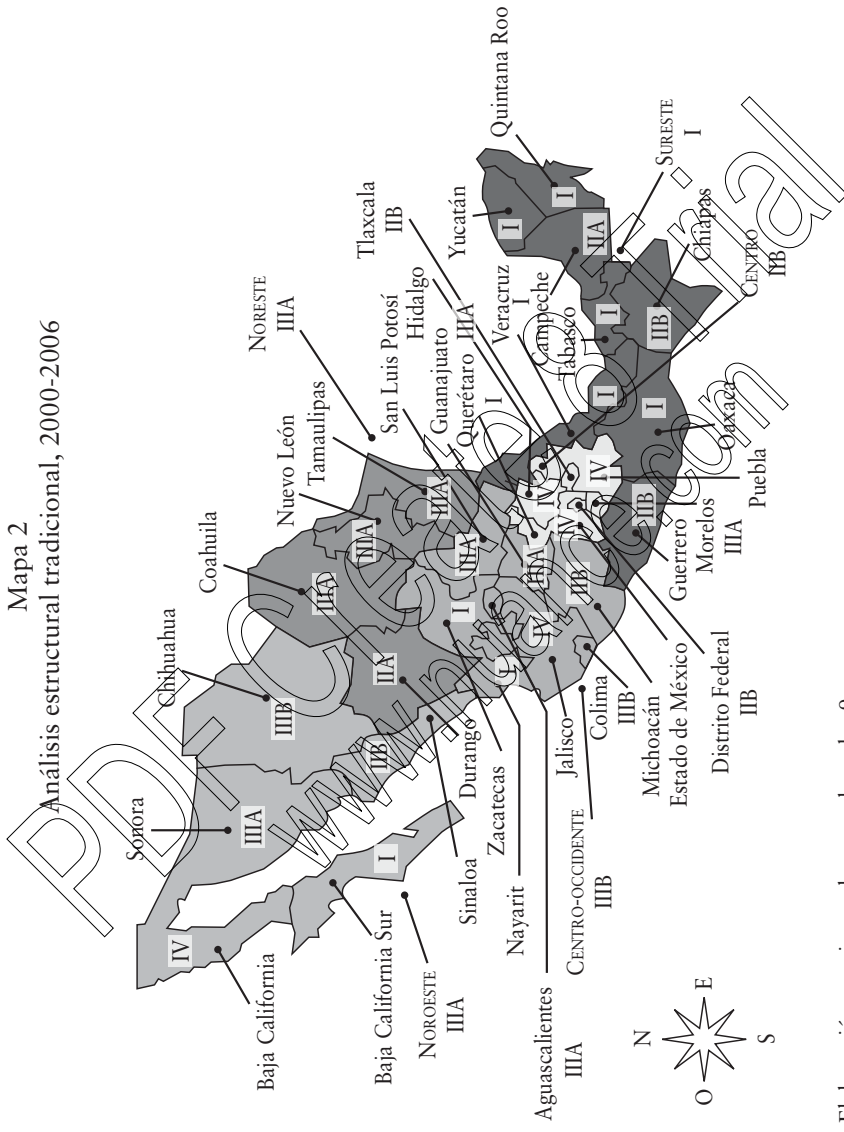 Mapa 2
Análisis estructural tradicional, 2000-2006
Sonora
Chihuahua
Coahuila
Nuevo León
Tamaulipas
NORESTE
IIIA
San Luis Potosí
Guanajuato
Querétaro
I
Hidalgo
IIIA
Tlaxcala
IIB
Veracruz
I
Yucatán
Quintana Roo
Campeche
Tabasco
SURESTE
I
Chiapas
CENTRO
IIB
Oaxaca
Puebla
Morelos
IIIA
Guerrero
Distrito Federal
IIB
Estado de México
Michoacán
Colima
IIIB
Jalisco
CENTRO-OCCIDENTE
IIIB
Aguascalientes
IIIA
Nayarit
Zacatecas
Durango
Sinaloa
NOROESTE
IIIA
Baja California Sur
Baja California
IV
I
IIIA
IIIB
IIB
IIA
IIIA
IIIA
IIIA
IIIA
I
I
IV
IIB
IV
IV
IV
IIB
I
I
I
IIB
IIA
I
I
N
O
E
S